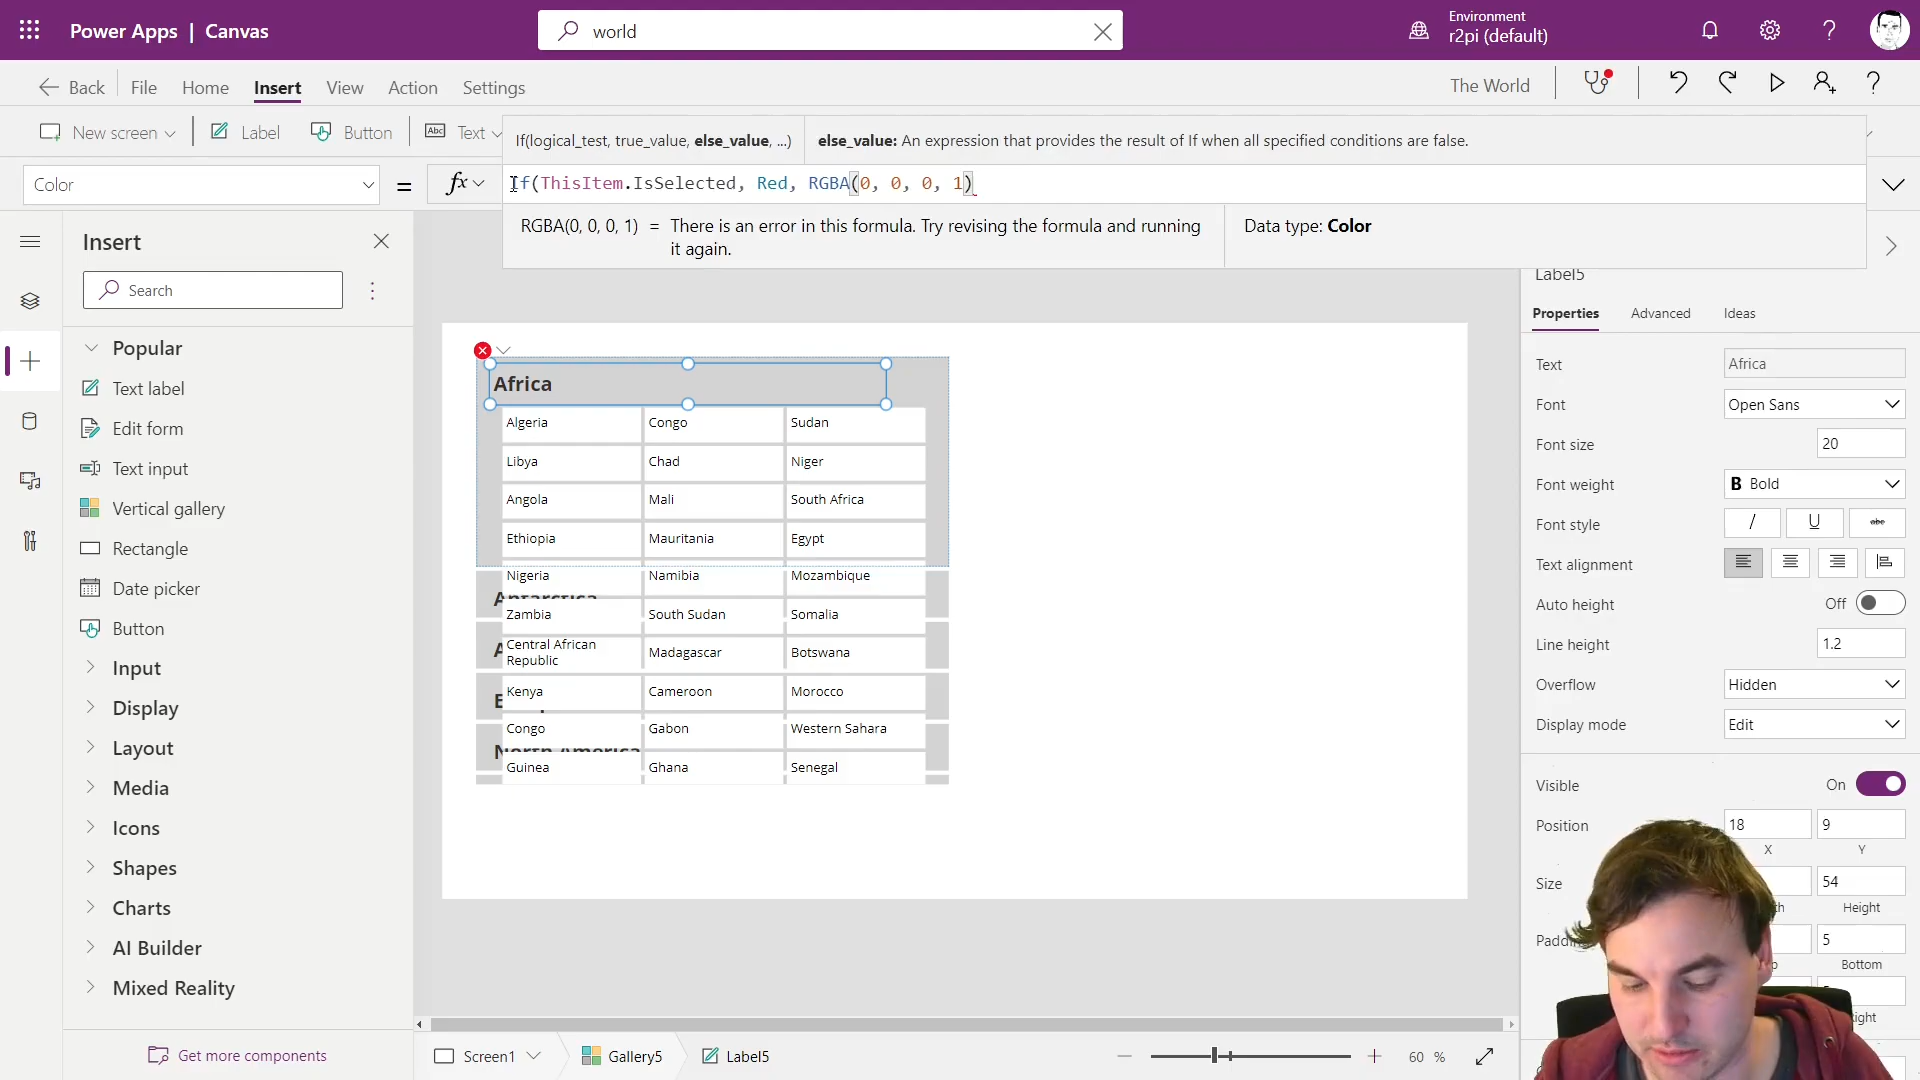 Power Apps | Canvas
world
Environment
r2pi (default)
Back
File
Home
Insert
View
Action
Settings
The World
New screen
Label
Button
Abc Text
If(logical_test, true_value, else_value, ...)
else_value: An expression that provides the result of If when all specified conditions are false.
Color
=
fx
If(ThisItem.IsSelected, Red, RGBA(0, 0, 0, 1)
RGBA(0, 0, 0, 1) = There is an error in this formula. Try revising the formula and running
it again.
Data type: Color
Insert
Search
Popular
Text label
Edit form
Text input
Vertical gallery
Rectangle
Date picker
Button
Input
Display
Layout
Media
Icons
Shapes
Charts
AI Builder
Mixed Reality
Get more components
Africa
Algeria Congo Sudan
Libya Chad Niger
Angola Mali South Africa
Ethiopia Mauritania Egypt
Nigeria Namibia Mozambique
Antarctica
Zambia South Sudan Somalia
Central African
Republic
Madagascar Botswana
Kenya Cameroon Morocco
Congo Gabon Western Sahara
North America
Guinea Ghana Senegal
Label5
Properties
Advanced
Ideas
Text Africa
Font Open Sans
Font size 20
Font weight B Bold
Font style / U abc
Text alignment
Auto height Off
Line height 1.2
Overflow Hidden
Display mode Edit
Visible On
Position 18 9
X Y
Size 54
Height
5
Bottom
Screen1
Gallery5
Label5
60 %